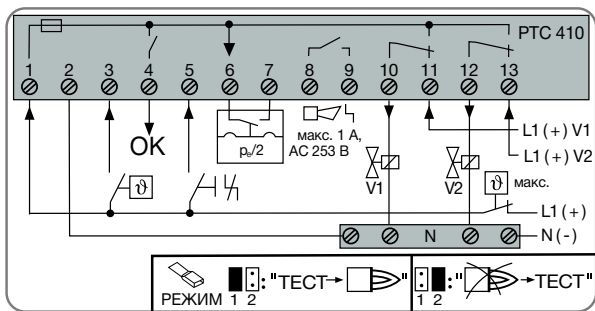 РТС 410
1 2 3 4 5 6 7 8 9 10 11 12 13
OK
pₑ/2
макс. 1 А,
АС 253 В
V1
V2
L1 (+) V1
L1 (+) V2
ϑ макс.
ϑ
L1 (+)
N
N (-)
РЕЖИМ
1 2 : "ТЕСТ→ "
1 2 : " →ТЕСТ"